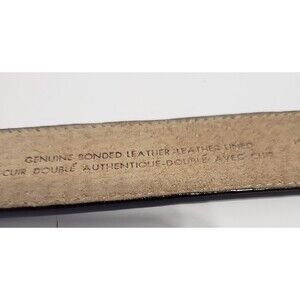 GENUINE BONDED LEATHER-LEATHER LINED
CUIR DOUBLÉ AUTHENTIQUE-DOUBLÉ AVEC CUIR